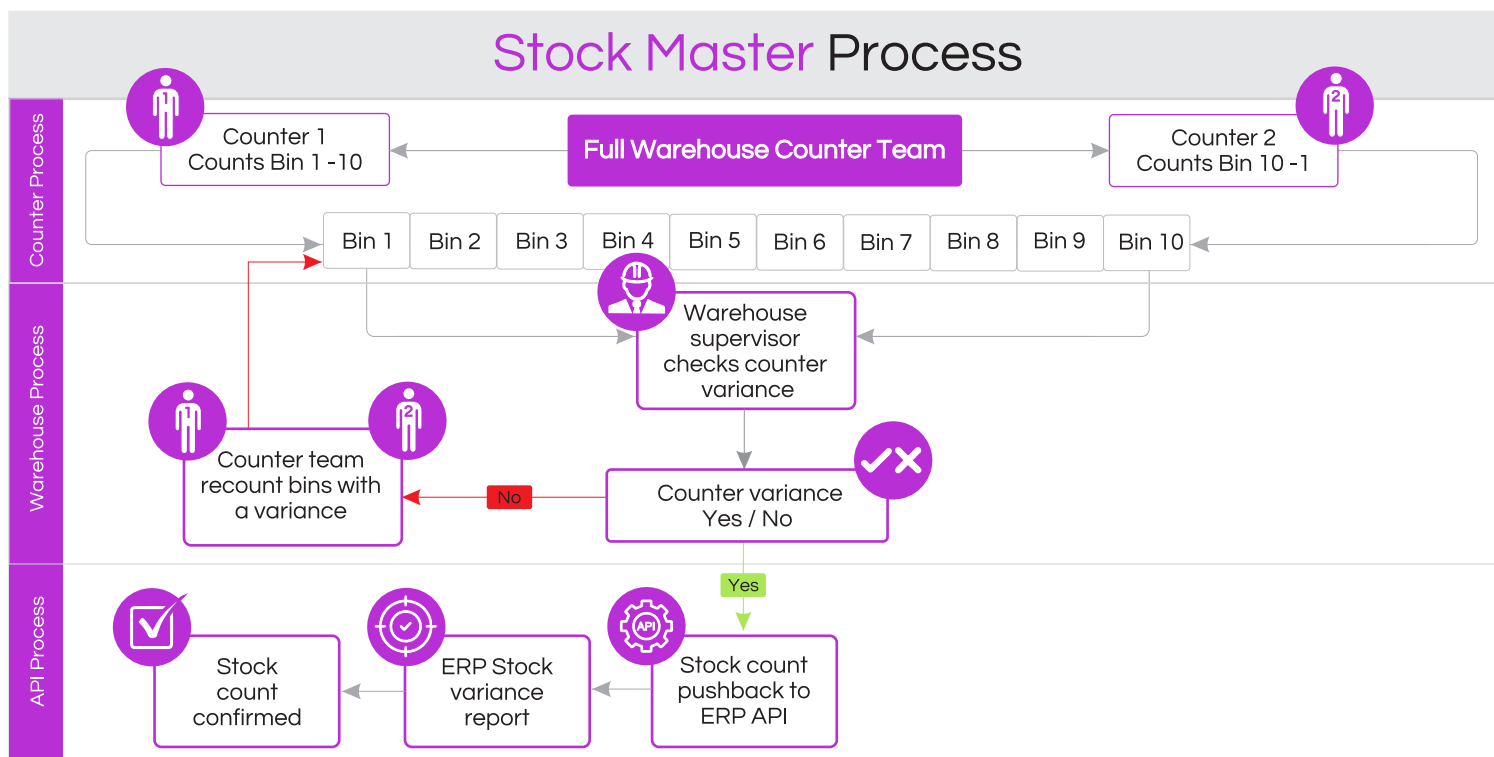 Stock Master Process
Counter Process
1
Counter 1
Counts Bin 1 -10
Full Warehouse Counter Team
2
Counter 2
Counts Bin 10 -1
Bin 1
Bin 2
Bin 3
Bin 4
Bin 5
Bin 6
Bin 7
Bin 8
Bin 9
Bin 10
Warehouse Process
Warehouse
supervisor
checks counter
variance
1
2
Counter team
recount bins with
a variance
No
Counter variance
Yes / No
Yes
API Process
Stock
count
confirmed
ERP Stock
variance
report
API
Stock count
pushback to
ERP API